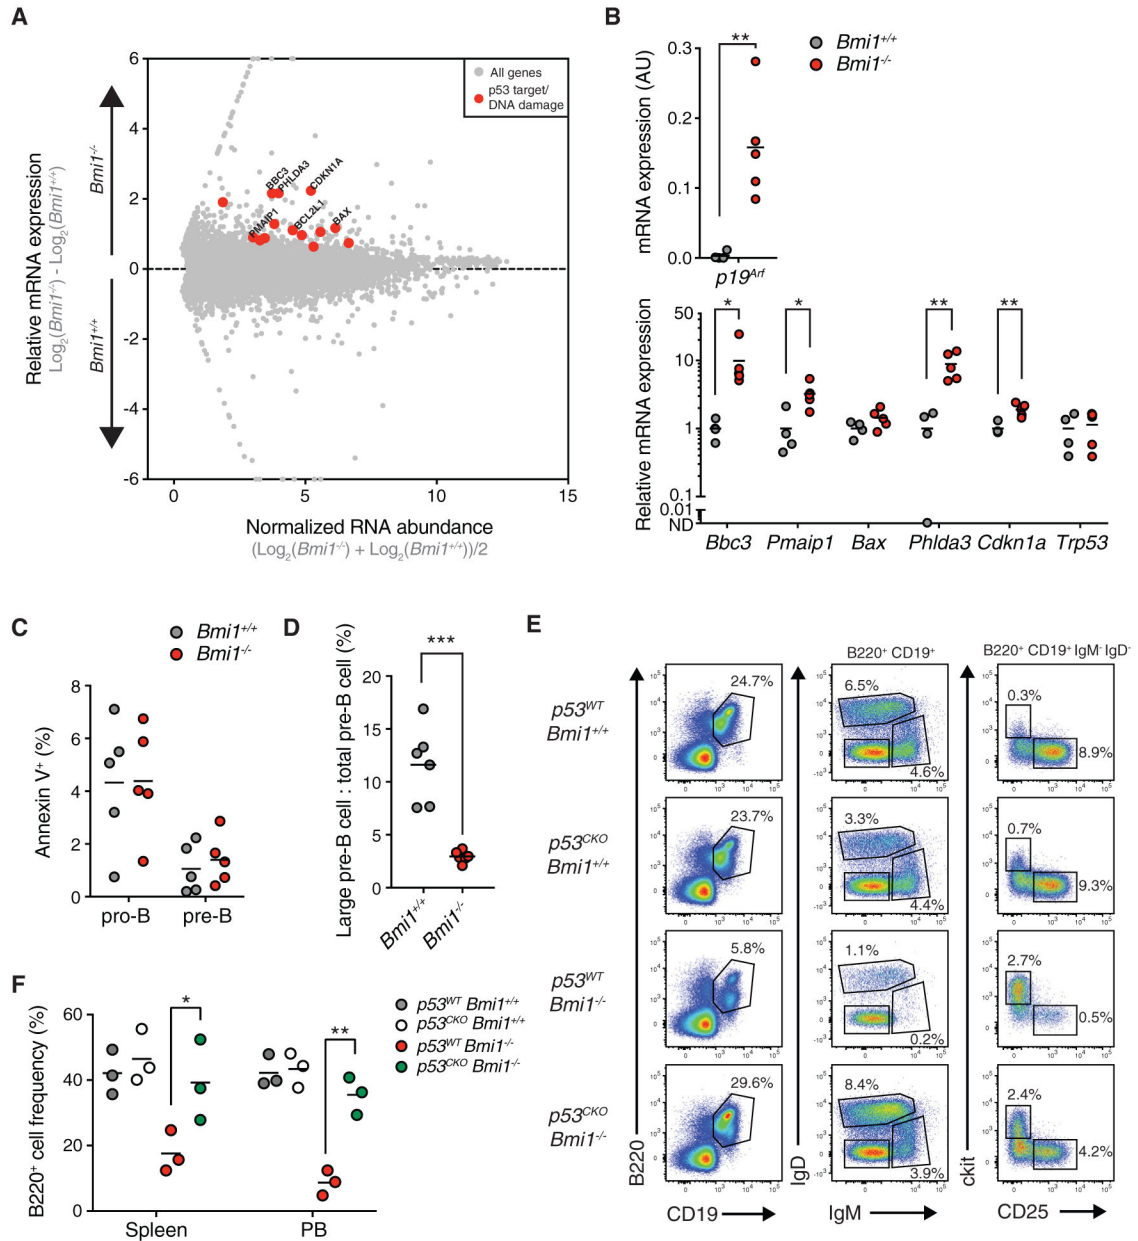 A
Relative mRNA expression
Log2(Bmi1-/-) - Log2(Bmi1+/+)
Bmi1-/-
Bmi1+/+
6
4
2
0
-2
-4
-6
All genes
p53 target/
DNA damage
BBC3
PHLDA3
CDKN1A
PMAIP1
BCL2L1
BAX
0
5
10
15
Normalized RNA abundance
(Log2(Bmi1-/-) + Log2(Bmi1+/+))/2
B
Bmi1+/+
Bmi1-/-
mRNA expression (AU)
0.3
0.2
0.1
0.0
**
p19Arf
Relative mRNA expression
50
10
1
0.1
0.01
ND
*
*
**
**
Bbc3
Pmaip1
Bax
Phlda3
Cdkn1a
Trp53
C
Bmi1+/+
Bmi1-/-
Annexin V+ (%)
8
6
4
2
0
pro-B
pre-B
D
Large pre-B cell : total pre-B cell (%)
20
15
10
5
0
***
Bmi1+/+
Bmi1-/-
E
B220+ CD19+
B220+ CD19+ IgM- IgD-
p53WT
Bmi1+/+
24.7%
6.5%
4.6%
0.3%
8.9%
p53CKO
Bmi1+/+
23.7%
3.3%
4.4%
0.7%
9.3%
p53WT
Bmi1-/-
5.8%
1.1%
0.2%
2.7%
0.5%
p53CKO
Bmi1-/-
29.6%
8.4%
3.9%
2.4%
4.2%
B220
CD19
IgD
IgM
ckit
CD25
F
B220+ cell frequency (%)
60
40
20
0
*
**
Spleen
PB
p53WT Bmi1+/+
p53CKO Bmi1+/+
p53WT Bmi1-/-
p53CKO Bmi1-/-